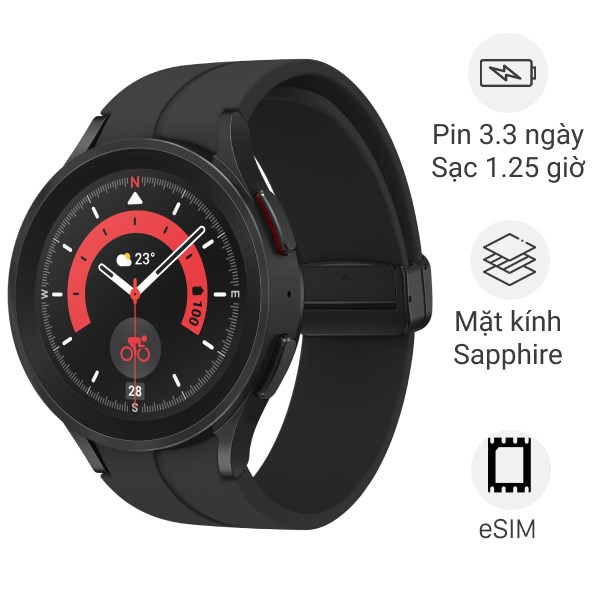 N
23°
W
E
100
28
S
Pin 3.3 ngày
Sạc 1.25 giờ
Mặt kính
Sapphire
eSIM